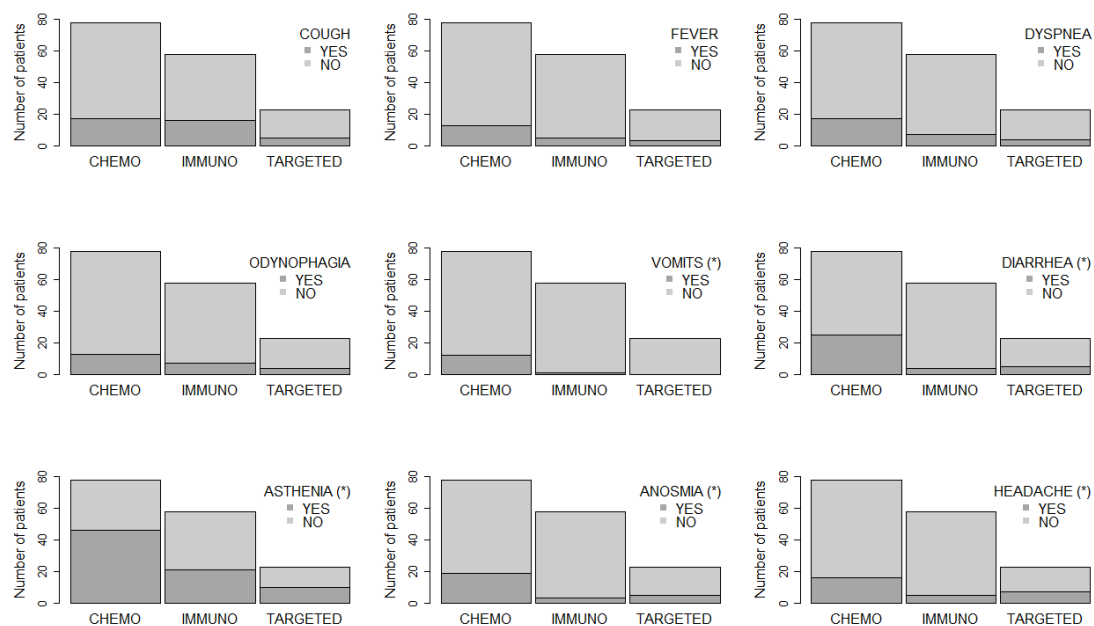 Number of patients
80
60
40
20
0
COUGH
YES
NO
CHEMO IMMUNO TARGETED
Number of patients
80
60
40
20
0
FEVER
YES
NO
CHEMO IMMUNO TARGETED
Number of patients
80
60
40
20
0
DYSPNEA
YES
NO
CHEMO IMMUNO TARGETED
Number of patients
80
60
40
20
0
ODYNOPHAGIA
YES
NO
CHEMO IMMUNO TARGETED
Number of patients
80
60
40
20
0
VOMITS (*)
YES
NO
CHEMO IMMUNO TARGETED
Number of patients
80
60
40
20
0
DIARRHEA (*)
YES
NO
CHEMO IMMUNO TARGETED
Number of patients
80
60
40
20
0
ASTHENIA (*)
YES
NO
CHEMO IMMUNO TARGETED
Number of patients
80
60
40
20
0
ANOSMIA (*)
YES
NO
CHEMO IMMUNO TARGETED
Number of patients
80
60
40
20
0
HEADACHE (*)
YES
NO
CHEMO IMMUNO TARGETED